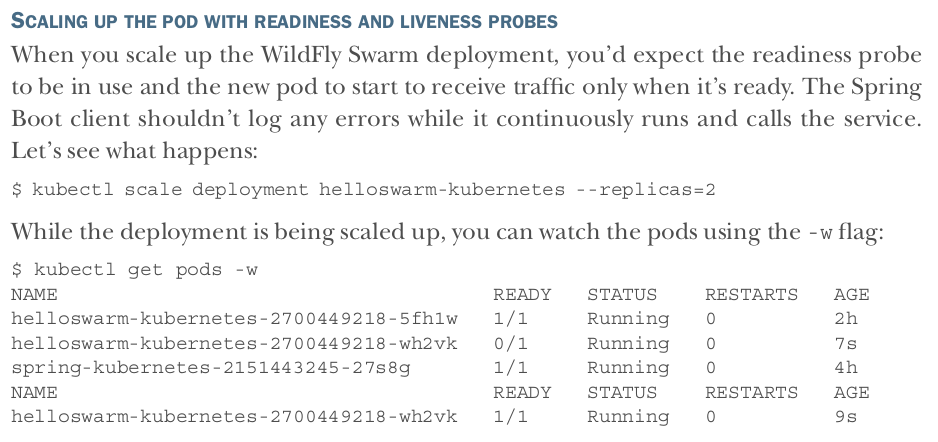 SCALING UP THE POD WITH READINESS AND LIVENESS PROBES
When you scale up the WildFly Swarm deployment, you'd expect the readiness probe
to be in use and the new pod to start to receive traffic only when it's ready. The Spring
Boot client shouldn't log any errors while it continuously runs and calls the service.
Let's see what happens:
$ kubectl scale deployment helloswarm-kubernetes --replicas=2
While the deployment is being scaled up, you can watch the pods using the -w flag:
$ kubectl get pods -w
NAME READY STATUS RESTARTS AGE
helloswarm-kubernetes-2700449218-5fh1w 1/1 Running 0 2h
helloswarm-kubernetes-2700449218-wh2vk 0/1 Running 0 7s
spring-kubernetes-2151443245-27s8g 1/1 Running 0 4h
NAME READY STATUS RESTARTS AGE
helloswarm-kubernetes-2700449218-wh2vk 1/1 Running 0 9s